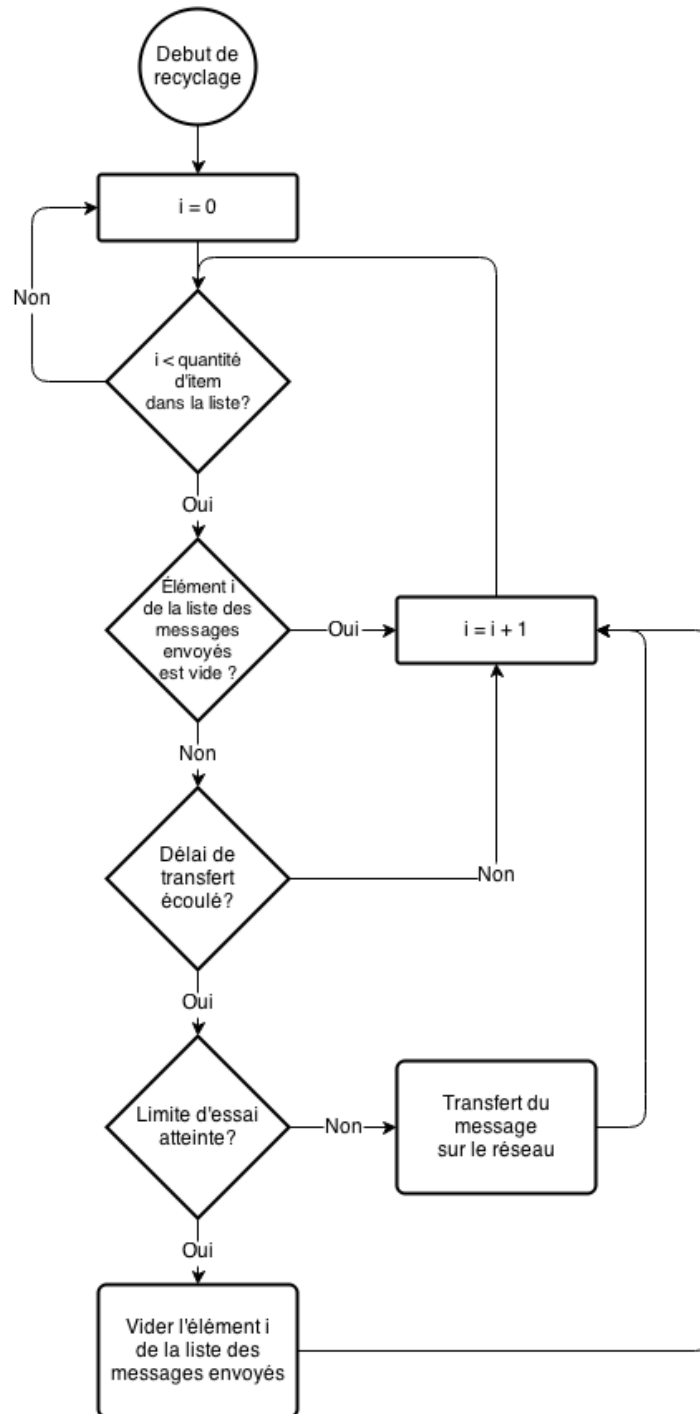 Debut de
recyclage
i = 0
Non
i < quantité
d'item
dans la liste?
Oui
Élément i
de la liste des
messages
envoyés
est vide ?
Oui
i = i + 1
Non
Délai de
transfert
écoulé?
Non
Oui
Limite d'essai
atteinte?
Non
Transfert du
message
sur le réseau
Oui
Vider l'élément i
de la liste des
messages envoyés